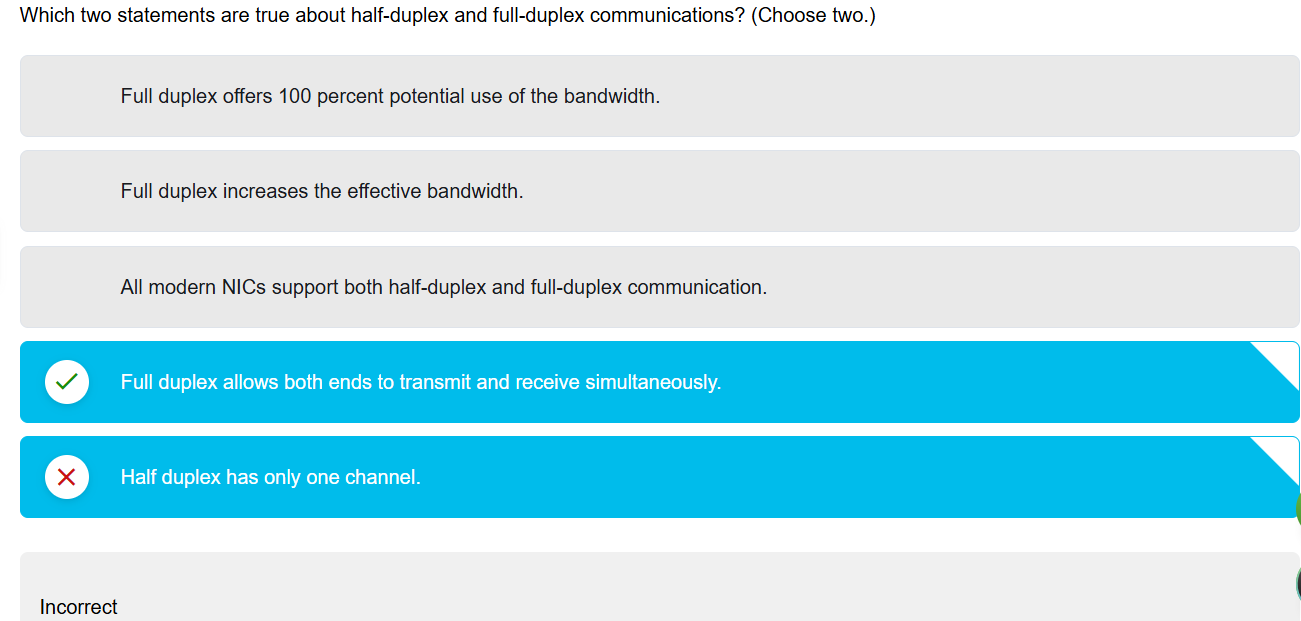 Which two statements are true about half-duplex and full-duplex communications? (Choose two.)
Full duplex offers 100 percent potential use of the bandwidth.
Full duplex increases the effective bandwidth.
All modern NICs support both half-duplex and full-duplex communication.
Full duplex allows both ends to transmit and receive simultaneously.
Half duplex has only one channel.
Incorrect